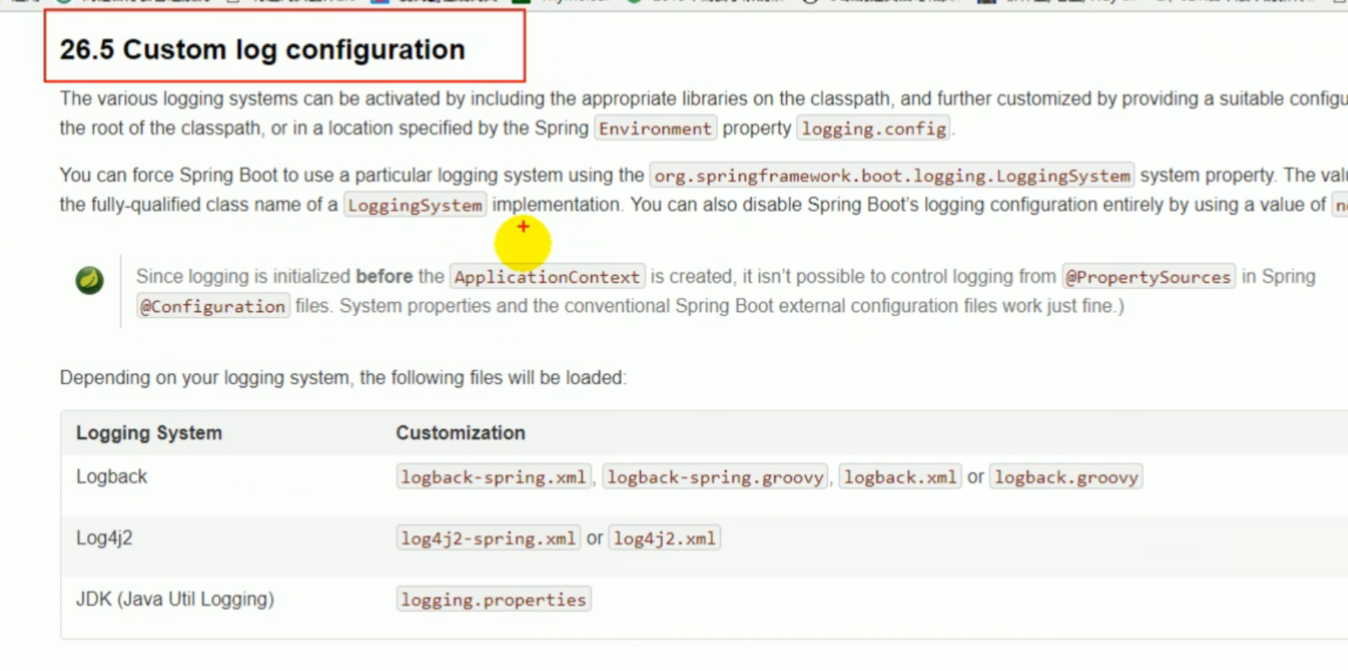 26.5 Custom log configuration
The various logging systems can be activated by including the appropriate libraries on the classpath, and further customized by providing a suitable configu
the root of the classpath, or in a location specified by the Spring Environment property logging.config.
You can force Spring Boot to use a particular logging system using the org.springframework.boot.logging.LoggingSystem system property. The valu
the fully-qualified class name of a LoggingSystem implementation. You can also disable Spring Boot's logging configuration entirely by using a value of
Since logging is initialized before the ApplicationContext is created, it isn't possible to control logging from @PropertySources in Spring
@Configuration files. System properties and the conventional Spring Boot external configuration files work just fine.)
Depending on your logging system, the following files will be loaded:
Logging System Customization
Logback logback-spring.xml, logback-spring.groovy, logback.xml or logback.groovy
Log4j2 log4j2-spring.xml or log4j2.xml
JDK (Java Util Logging) logging.properties